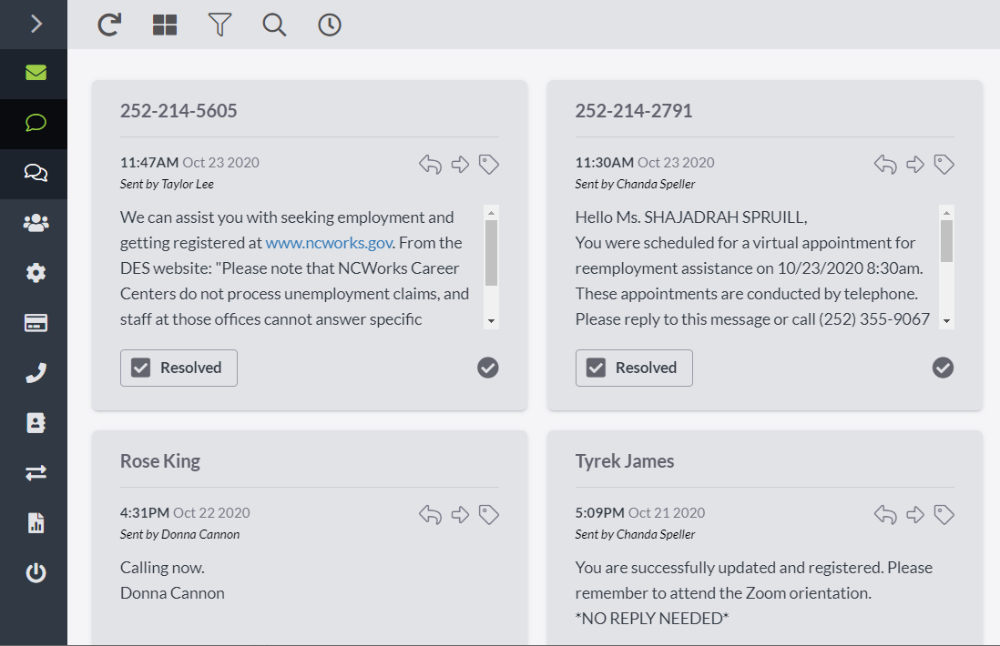 252-214-5605
11:47AM Oct 23 2020
Sent by Taylor Lee
We can assist you with seeking employment and
getting registered at www.ncworks.gov. From the
DES website: "Please note that NCWorks Career
Centers do not process unemployment claims, and
staff at those offices cannot answer specific
Resolved
252-214-2791
11:30AM Oct 23 2020
Sent by Chanda Speller
Hello Ms. SHAJADRAH SPRUILL,
You were scheduled for a virtual appointment for
reemployment assistance on 10/23/2020 8:30am.
These appointments are conducted by telephone.
Please reply to this message or call (252) 355-9067
Resolved
Rose King
4:31PM Oct 22 2020
Sent by Donna Cannon
Calling now.
Donna Cannon
Tyrek James
5:09PM Oct 21 2020
Sent by Chanda Speller
You are successfully updated and registered. Please
remember to attend the Zoom orientation.
*NO REPLY NEEDED*